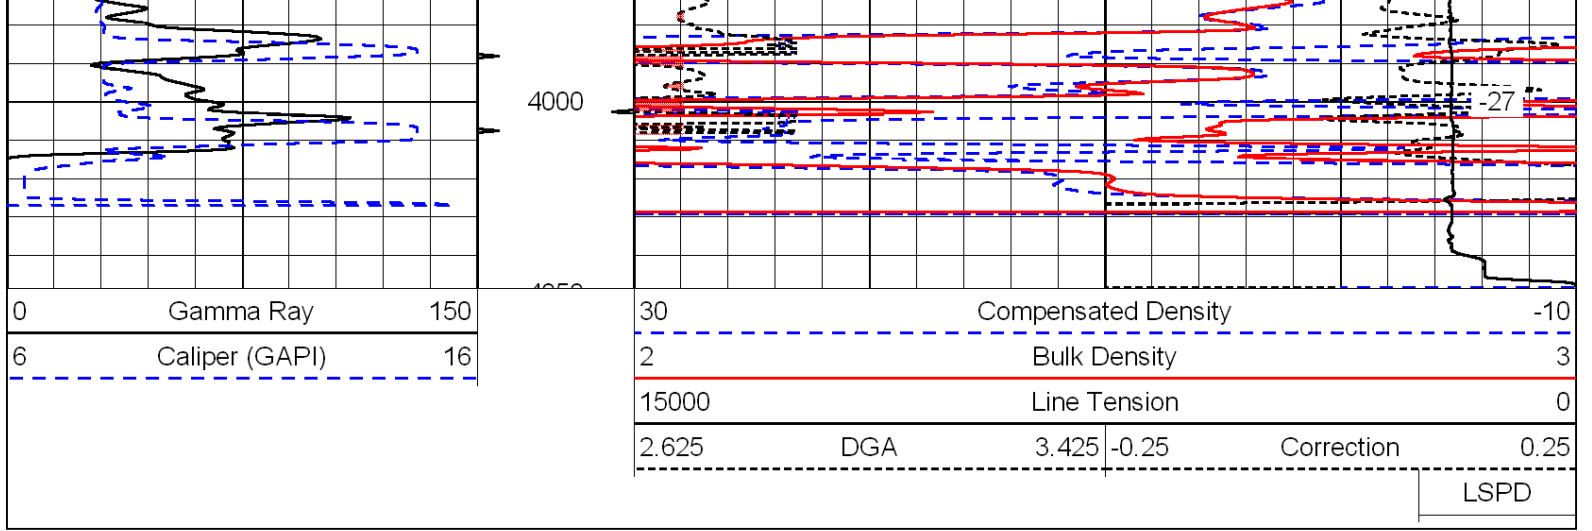 4000
-27
0 Gamma Ray 150
6 Caliper (GAPI) 16
30 Compensated Density -10
2 Bulk Density 3
15000 Line Tension 0
2.625 DGA 3.425 -0.25 Correction 0.25
LSPD